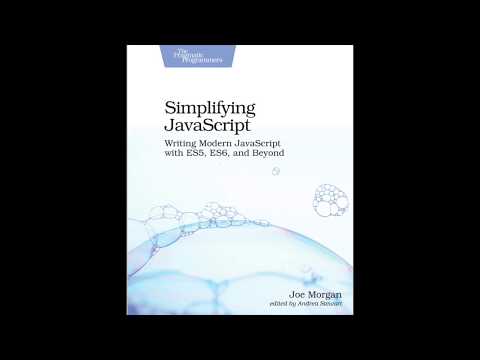 The
Pragmatic
Programmers
Simplifying
JavaScript
Writing Modern JavaScript
with ES5, ES6, and Beyond
Joe Morgan
edited by Andrea Stewart